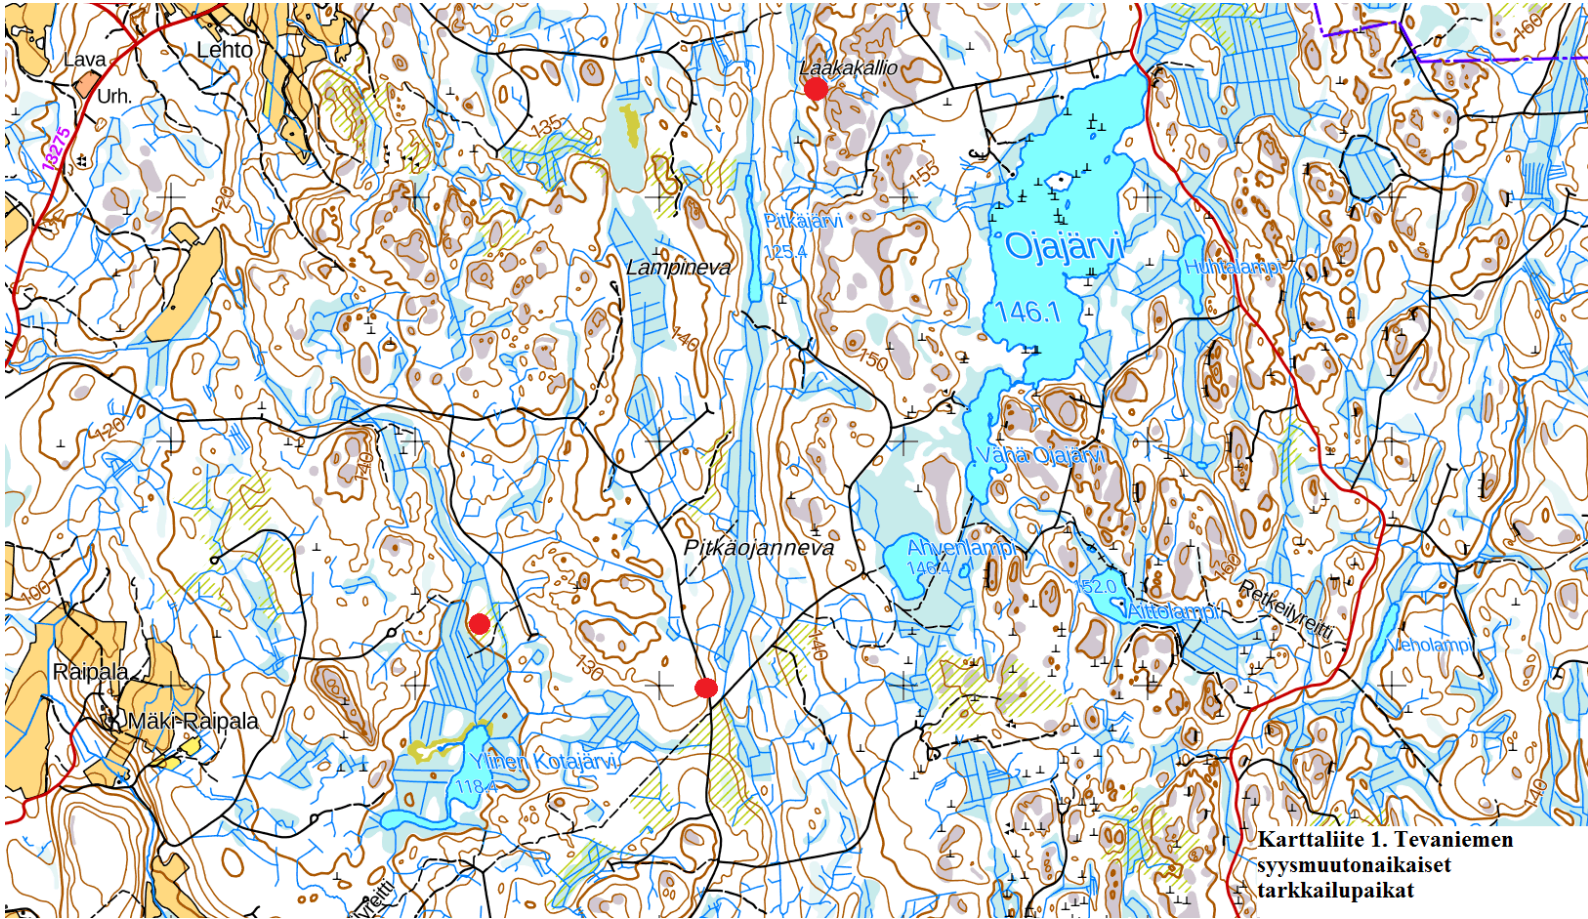 Lehto
Lava
Urh.
13275
Laakakallio
160
135
155
120
Pitkäjärvi
125.4
Ojajärvi
146.1
Huhtalampi
Lampineva
140
150
120
140
Vähä Ojajärvi
Pitkäojanneva
Ahvenlampi
146.4
160
152.0
Aittolampi
Retkeilyreitti
Veholampi
100
130
140
Raipala
Mäki-Raipala
Ylinen Kotajärvi
118.4
140
Karttaliite 1. Tevaniemen
syysmuutonaikaiset
tarkkailupaikat
lyreitti